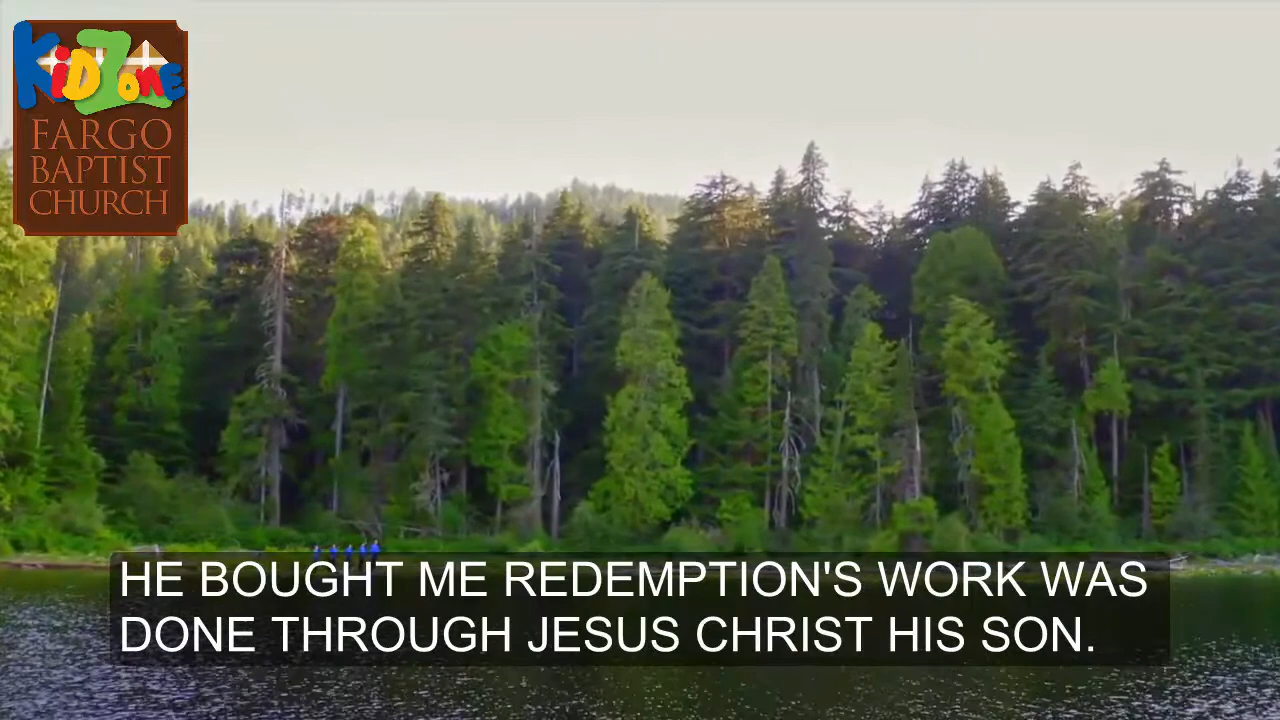 KidZone
FARGO
BAPTIST
CHURCH
HE BOUGHT ME REDEMPTION'S WORK WAS
DONE THROUGH JESUS CHRIST HIS SON.